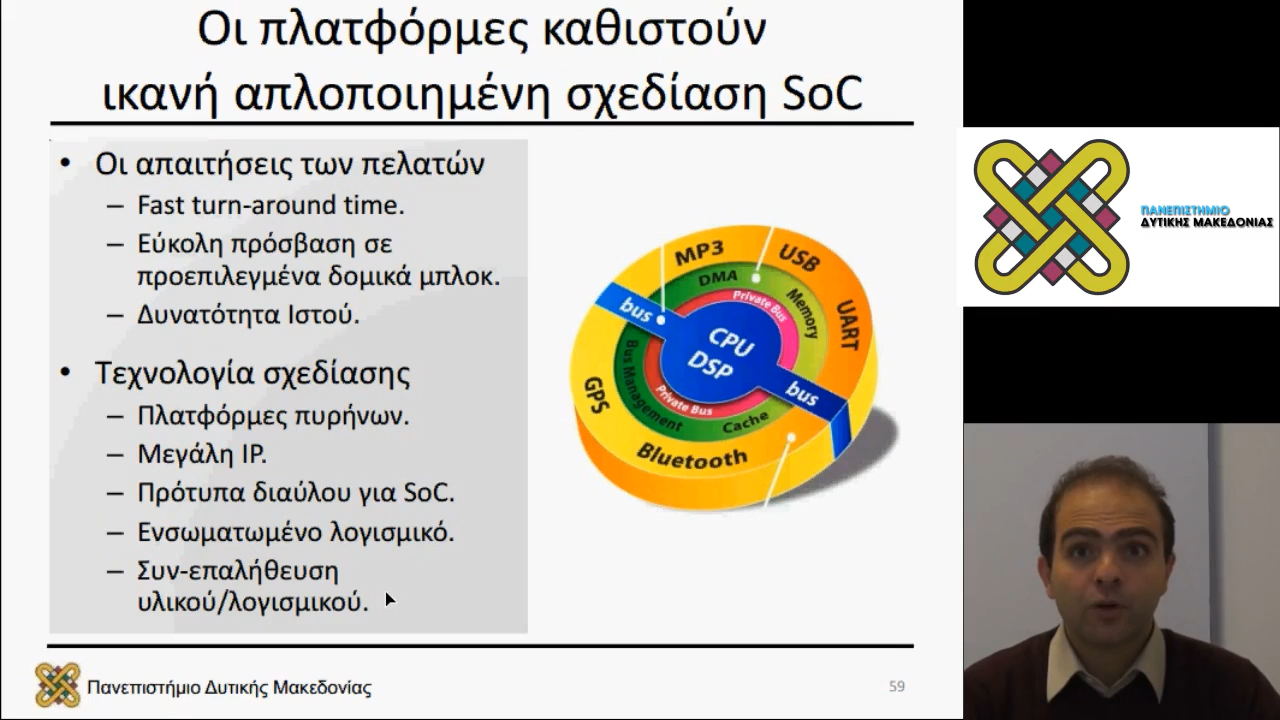 Οι πλατφόρμες καθιστούν
ικανή απλοποιημένη σχεδίαση SoC
• Οι απαιτήσεις των πελατών
– Fast turn-around time.
– Εύκολη πρόσβαση σε
προεπιλεγμένα δομικά μπλοκ.
– Δυνατότητα Ιστού.
• Τεχνολογία σχεδίασης
– Πλατφόρμες πυρήνων.
– Μεγάλη IP.
– Πρότυπα διαύλου για SoC.
– Ενσωματωμένο λογισμικό.
– Συν-επαλήθευση
υλικού/λογισμικού.
MP3
USB
UART
DMA
Memory
Private Bus
bus
CPU
DSP
bus
GPS
Bus Management
Private Bus
Cache
Bluetooth
ΠΑΝΕΠΙΣΤΗΜΙΟ
ΔΥΤΙΚΗΣ ΜΑΚΕΔΟΝΙΑΣ
Πανεπιστήμιο Δυτικής Μακεδονίας
59